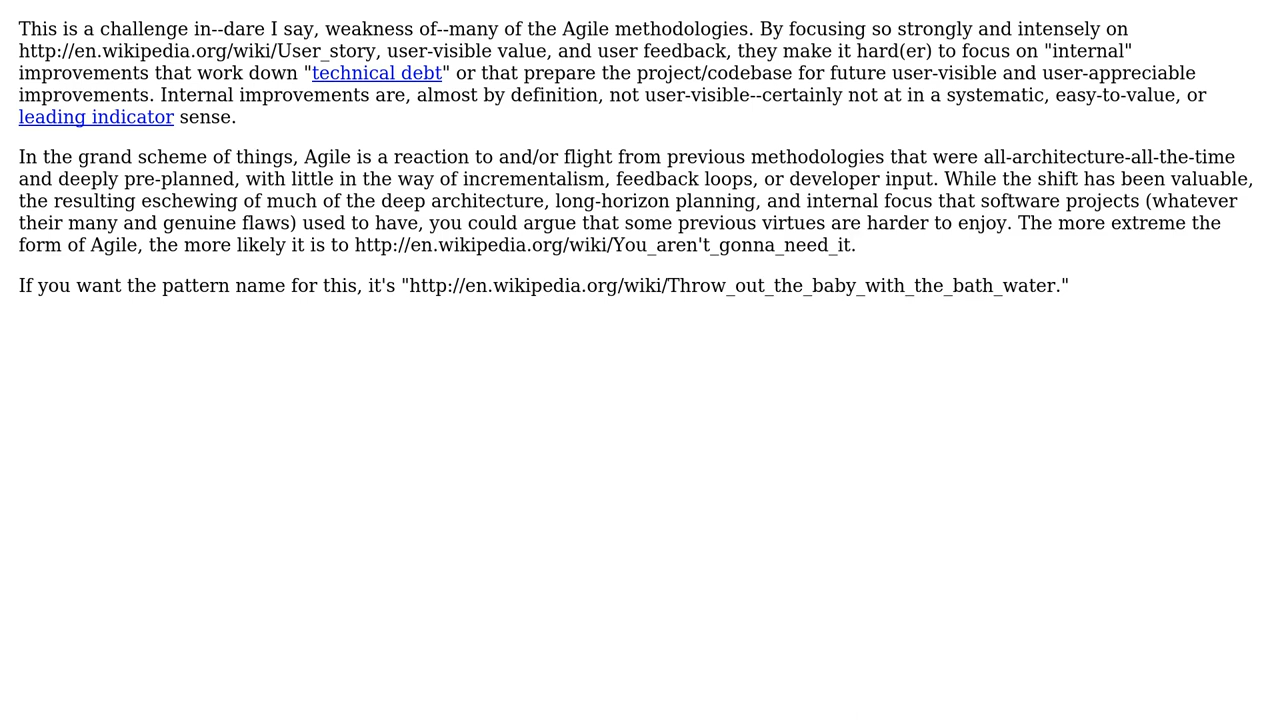 This is a challenge in--dare I say, weakness of--many of the Agile methodologies. By focusing so strongly and intensely on
http://en.wikipedia.org/wiki/User_story, user-visible value, and user feedback, they make it hard(er) to focus on "internal"
improvements that work down "technical debt" or that prepare the project/codebase for future user-visible and user-appreciable
improvements. Internal improvements are, almost by definition, not user-visible--certainly not at in a systematic, easy-to-value, or
leading indicator sense.
In the grand scheme of things, Agile is a reaction to and/or flight from previous methodologies that were all-architecture-all-the-time
and deeply pre-planned, with little in the way of incrementalism, feedback loops, or developer input. While the shift has been valuable,
the resulting eschewing of much of the deep architecture, long-horizon planning, and internal focus that software projects (whatever
their many and genuine flaws) used to have, you could argue that some previous virtues are harder to enjoy. The more extreme the
form of Agile, the more likely it is to http://en.wikipedia.org/wiki/You_aren't_gonna_need_it.
If you want the pattern name for this, it's "http://en.wikipedia.org/wiki/Throw_out_the_baby_with_the_bath_water."